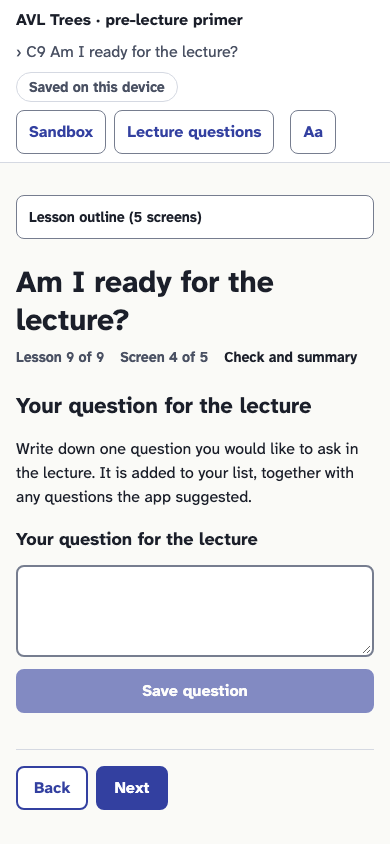 AVL Trees · pre-lecture primer
› C9 Am I ready for the lecture?
Saved on this device
Sandbox Lecture questions Aa
Lesson outline (5 screens)
Am I ready for the
lecture?
Lesson 9 of 9 Screen 4 of 5 Check and summary
Your question for the lecture
Write down one question you would like to ask in
the lecture. It is added to your list, together with
any questions the app suggested.
Your question for the lecture
Save question
Back Next